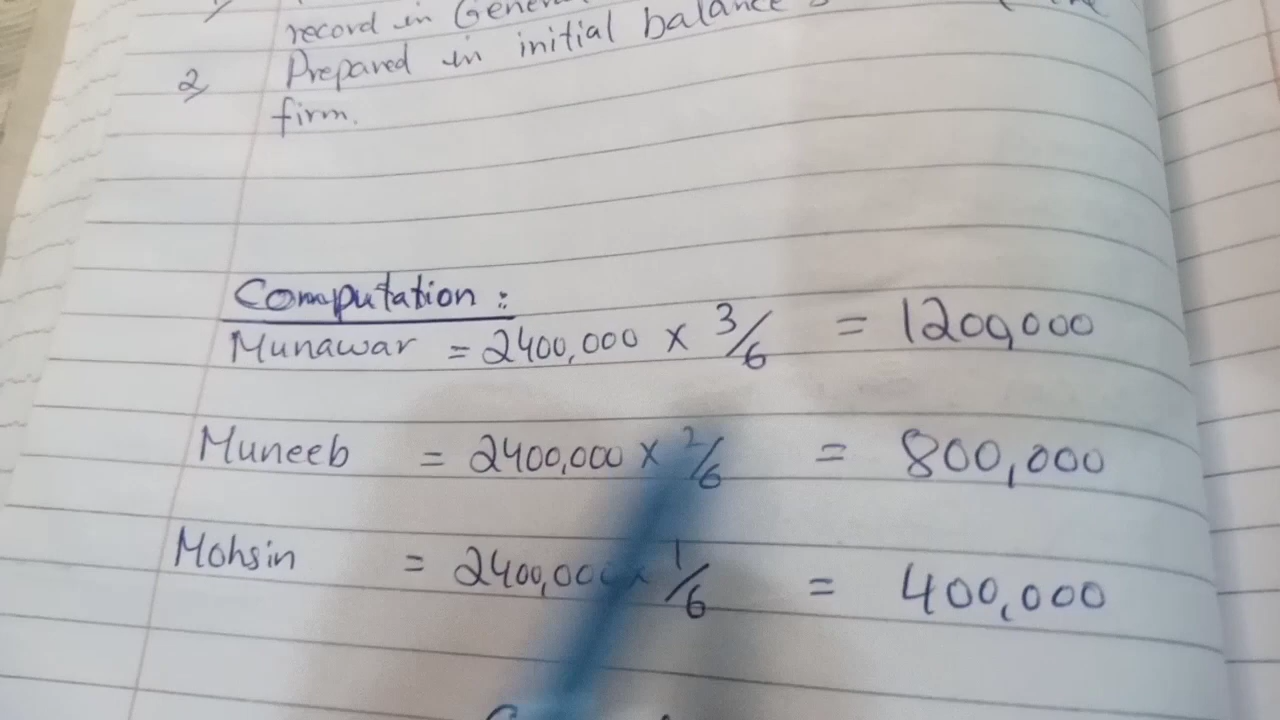 record in
2, Prepared in initial balance
firm.
Computation :
Munawar = 2400,000 x 3/6 = 1200,000
Muneeb = 2400,000 x 2/6 = 800,000
Mohsin = 2400,000 x 1/6 = 400,000